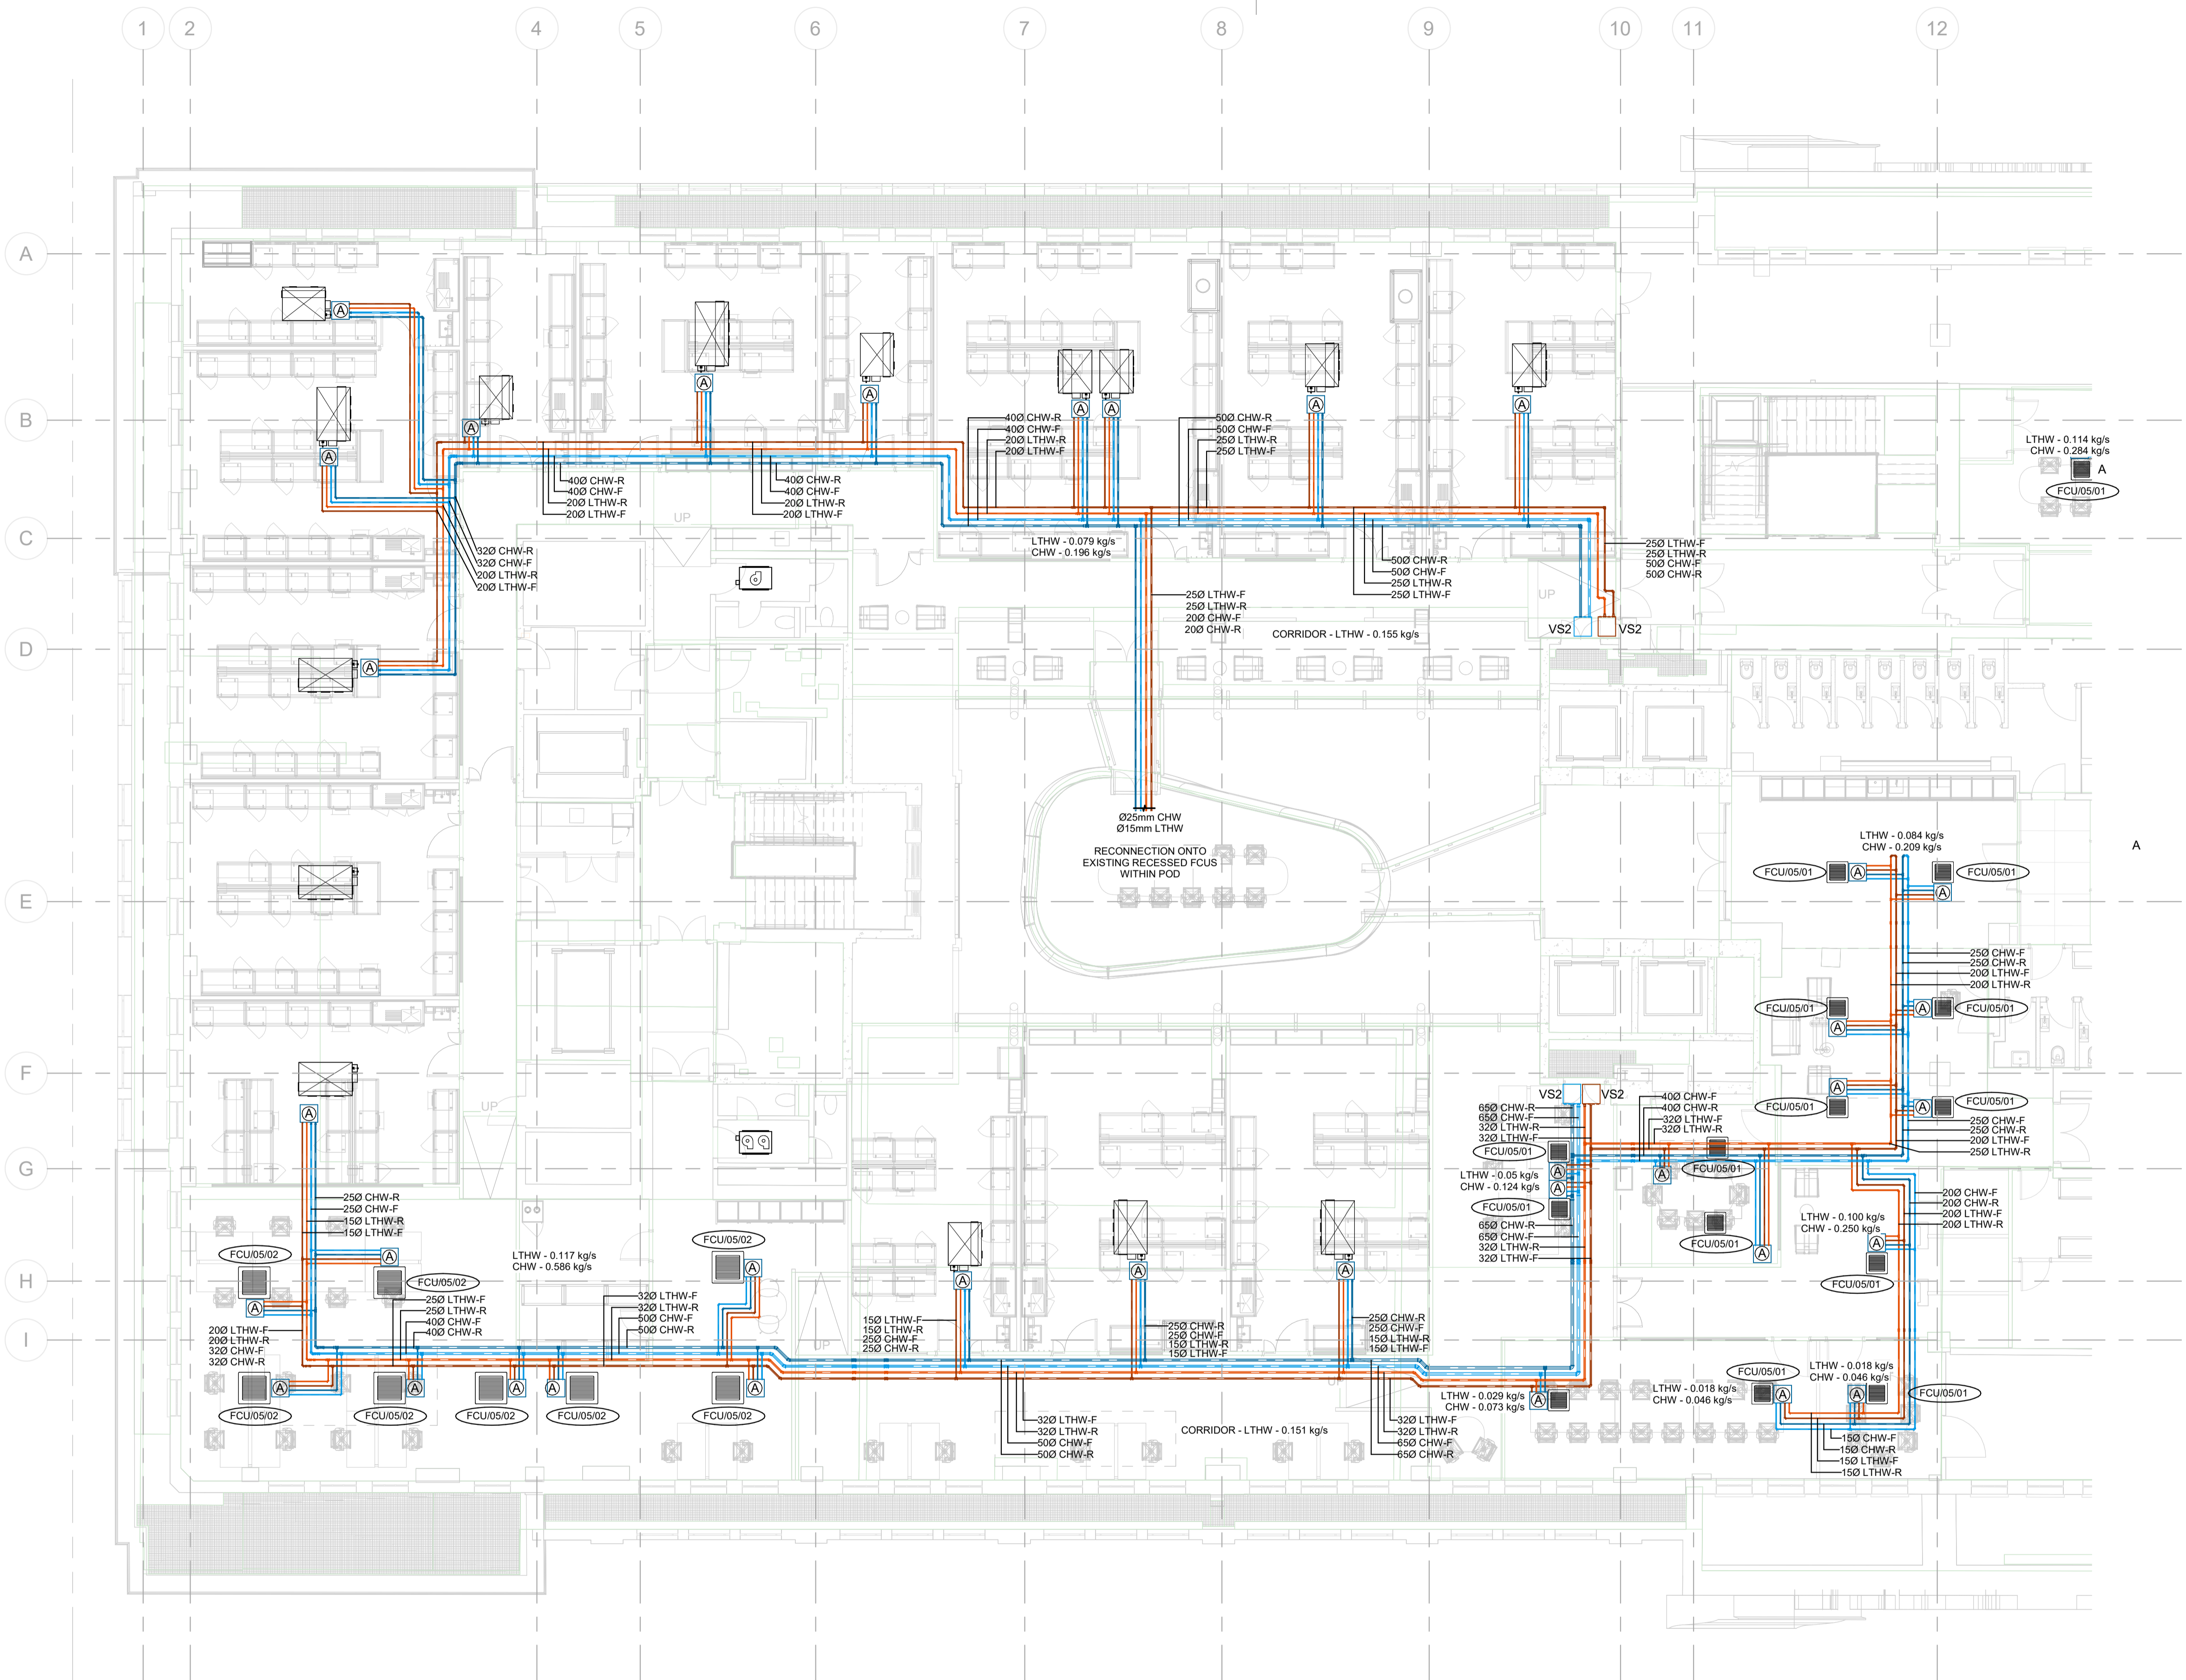 1
2
4
5
6
7
8
9
10
11
12
A
A
A
A
A
A
A
A
A
A
A
B
A
A
40Ø CHW-R
40Ø CHW-F
20Ø LTHW-R
20Ø LTHW-F
50Ø CHW-R
50Ø CHW-F
25Ø LTHW-R
25Ø LTHW-F
LTHW - 0.114 kg/s
CHW - 0.284 kg/s
A
FCU/05/01
40Ø CHW-R
40Ø CHW-F
20Ø LTHW-R
20Ø LTHW-F
40Ø CHW-R
40Ø CHW-F
20Ø LTHW-R
20Ø LTHW-F
UP
C
LTHW - 0.079 kg/s
CHW - 0.196 kg/s
32Ø CHW-R
32Ø CHW-F
20Ø LTHW-R
20Ø LTHW-F
50Ø CHW-R
50Ø CHW-F
25Ø LTHW-R
25Ø LTHW-F
25Ø LTHW-F
25Ø LTHW-R
50Ø CHW-F
50Ø CHW-R
25Ø LTHW-F
25Ø LTHW-R
20Ø CHW-F
20Ø CHW-R
UP
VS2
VS2
CORRIDOR - LTHW - 0.155 kg/s
D
A
Ø25mm CHW
Ø15mm LTHW
RECONNECTION ONTO
EXISTING RECESSED FCUS
WITHIN POD
LTHW - 0.084 kg/s
CHW - 0.209 kg/s
A
FCU/05/01
A
FCU/05/01
A
E
25Ø CHW-F
25Ø CHW-R
20Ø LTHW-F
20Ø LTHW-R
FCU/05/01
A
A
FCU/05/01
F
A
FCU/05/01
A
FCU/05/01
A
UP
VS2
VS2
65Ø CHW-R
65Ø CHW-F
32Ø LTHW-R
32Ø LTHW-F
40Ø CHW-F
40Ø CHW-R
32Ø LTHW-F
32Ø LTHW-R
25Ø CHW-F
25Ø CHW-R
20Ø LTHW-F
25Ø LTHW-R
FCU/05/01
G
A
A
LTHW - 0.05 kg/s
CHW - 0.124 kg/s
FCU/05/01
A
FCU/05/01
FCU/05/01
A
65Ø CHW-R
65Ø CHW-F
32Ø LTHW-R
32Ø LTHW-F
LTHW - 0.100 kg/s
CHW - 0.250 kg/s
A
FCU/05/01
20Ø CHW-F
20Ø CHW-R
20Ø LTHW-F
20Ø LTHW-R
25Ø CHW-R
25Ø CHW-F
15Ø LTHW-R
15Ø LTHW-F
FCU/05/02
A
FCU/05/02
A
LTHW - 0.117 kg/s
CHW - 0.586 kg/s
FCU/05/02
A
A
A
A
H
25Ø LTHW-F
25Ø LTHW-R
40Ø CHW-F
40Ø CHW-R
32Ø LTHW-F
32Ø LTHW-R
50Ø CHW-F
50Ø CHW-R
20Ø LTHW-F
20Ø LTHW-R
32Ø CHW-F
32Ø CHW-R
15Ø LTHW-F
15Ø LTHW-R
25Ø CHW-F
25Ø CHW-R
25Ø CHW-R
25Ø CHW-F
15Ø LTHW-R
15Ø LTHW-F
25Ø CHW-R
25Ø CHW-F
15Ø LTHW-R
15Ø LTHW-F
UP
I
A
A
A
A
A
FCU/05/02
FCU/05/02
FCU/05/02
FCU/05/02
FCU/05/02
LTHW - 0.029 kg/s
CHW - 0.073 kg/s
A
LTHW - 0.018 kg/s
CHW - 0.046 kg/s
FCU/05/01
A
LTHW - 0.018 kg/s
CHW - 0.046 kg/s
A
FCU/05/01
32Ø LTHW-F
32Ø LTHW-R
50Ø CHW-F
50Ø CHW-R
CORRIDOR - LTHW - 0.151 kg/s
32Ø LTHW-F
32Ø LTHW-R
65Ø CHW-F
65Ø CHW-R
15Ø CHW-F
15Ø CHW-R
15Ø LTHW-F
15Ø LTHW-R